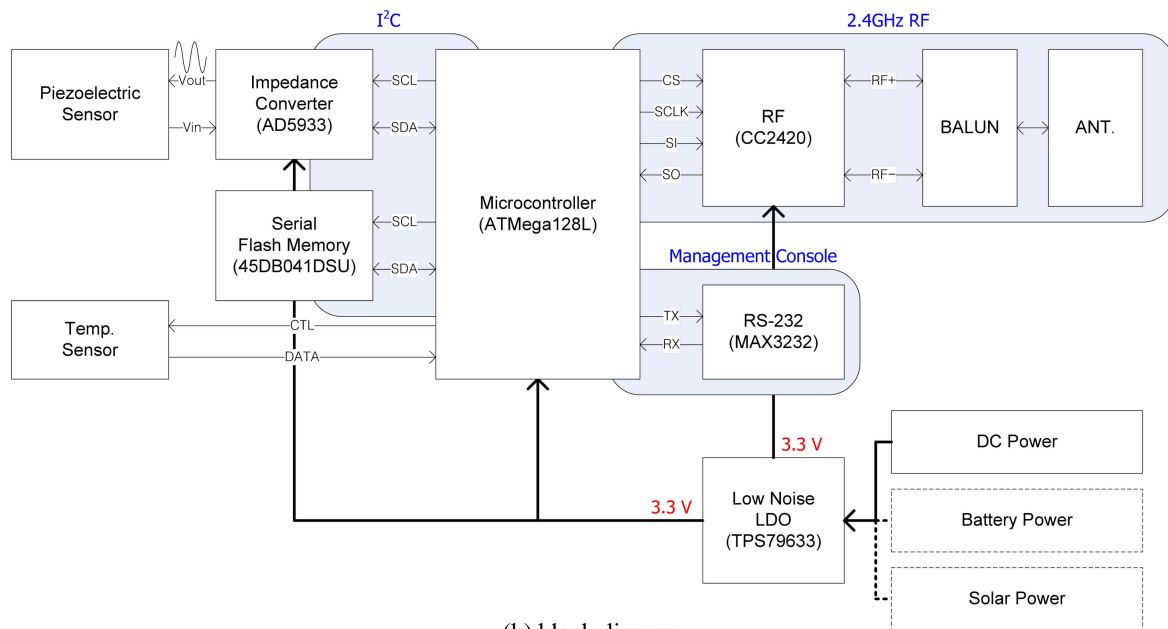 I²C
2.4GHz RF
Piezoelectric
Sensor
Vout
Vin
Impedance
Converter
(AD5933)
SCL
SDA
Serial
Flash Memory
(45DB041DSU)
SCL
SDA
Temp.
Sensor
CTL
DATA
Microcontroller
(ATMega128L)
CS
SCLK
SI
SO
RF
(CC2420)
RF+
RF−
BALUN
ANT.
Management Console
TX
RX
RS-232
(MAX3232)
3.3 V
3.3 V
Low Noise
LDO
(TPS79633)
DC Power
Battery Power
Solar Power